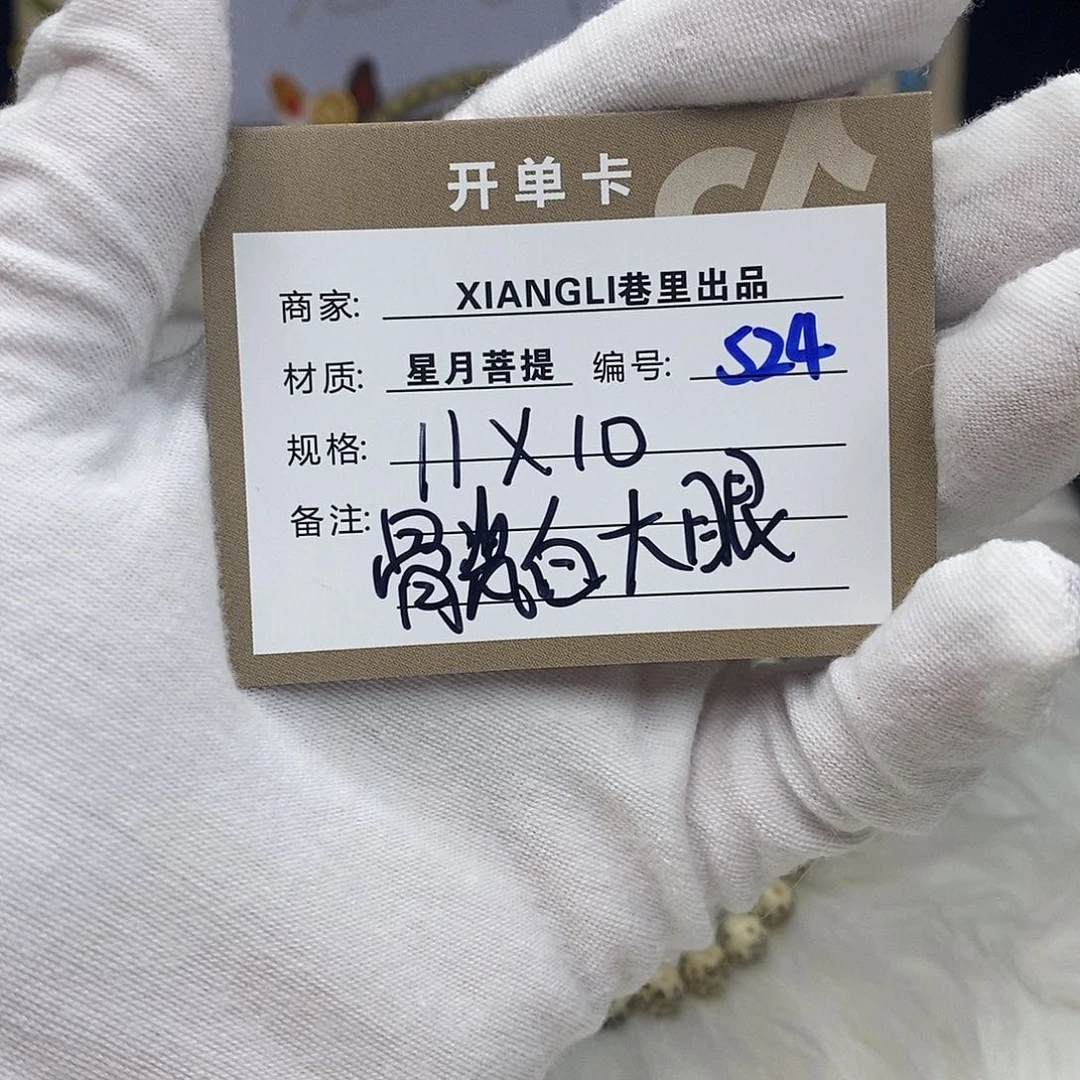 开单卡
商家: XIANGLI巷里出品
材质: 星月菩提 编号: 524
规格: 11X10
备注: 骨瓷白大眼